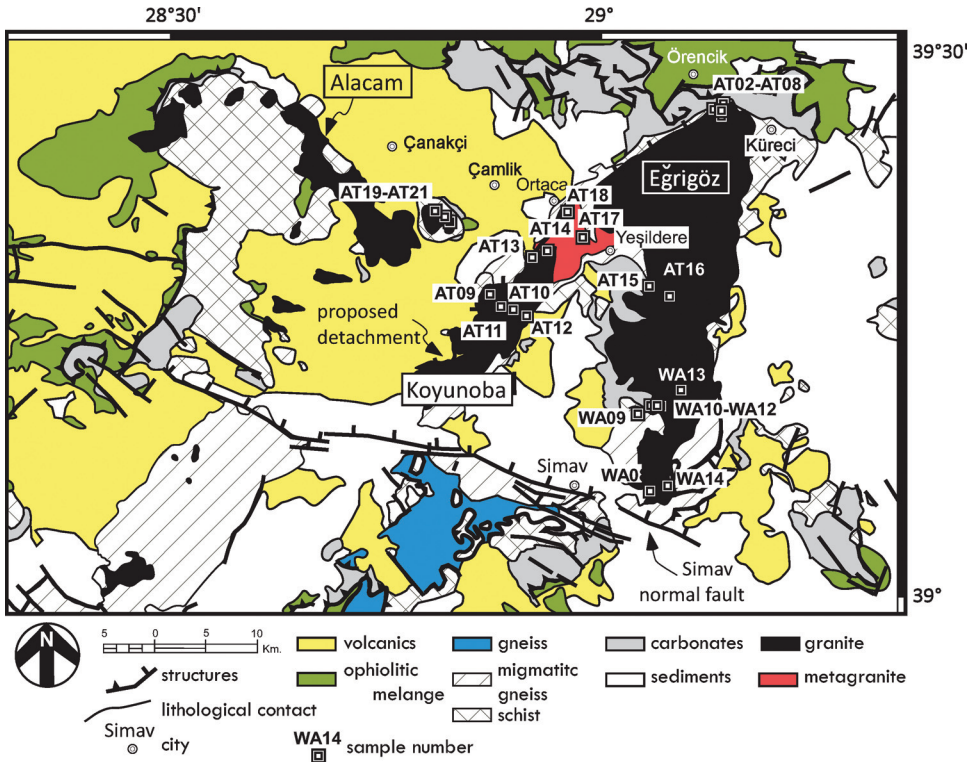 28°30'
29°
39°30'
Örencik
AT02-AT08
Alacam
Çanakçi
Küreci
Çamlik
Eğrigöz
Ortaca
AT19-AT21
AT18
AT17
AT14
Yeşildere
AT13
AT15
AT16
AT09
AT10
proposed
detachment
AT11
AT12
WA13
Koyunoba
WA10-WA12
WA09
Simav
WA08
WA14
Simav
normal fault
39°
N
5 0 5 10
Km.
volcanics
gneiss
carbonates
granite
structures
ophiolitic
melange
migmatitc
gneiss
sediments
metagranite
lithological contact
schist
Simav
city
WA14
sample number